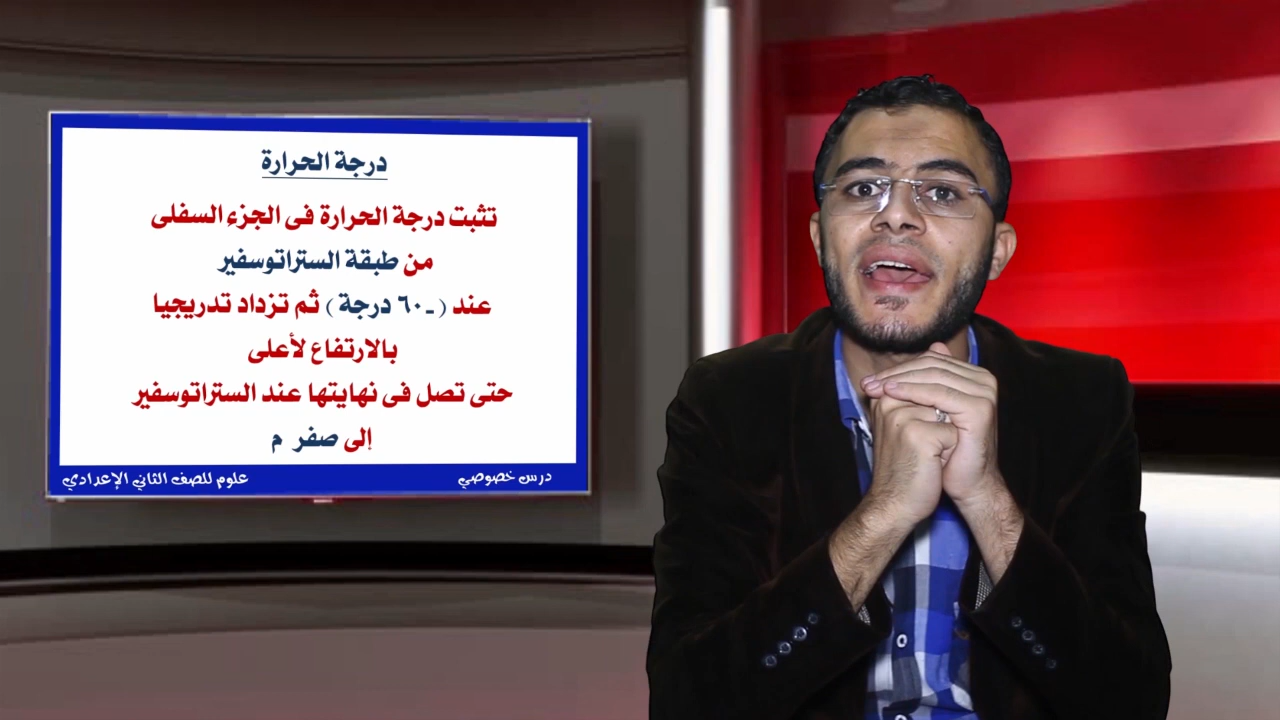 درجة الحرارة
تثبت درجة الحرارة فى الجزء السفلى
من طبقة الستراتوسفير
عند ( -٦٠ درجة ) ثم تزداد تدريجيا
بالارتفاع لأعلى
حتى تصل فى نهايتها عند الستراتوسفير
إلى صفر م
درس خصوصي
علوم للصف الثاني الإعدادي